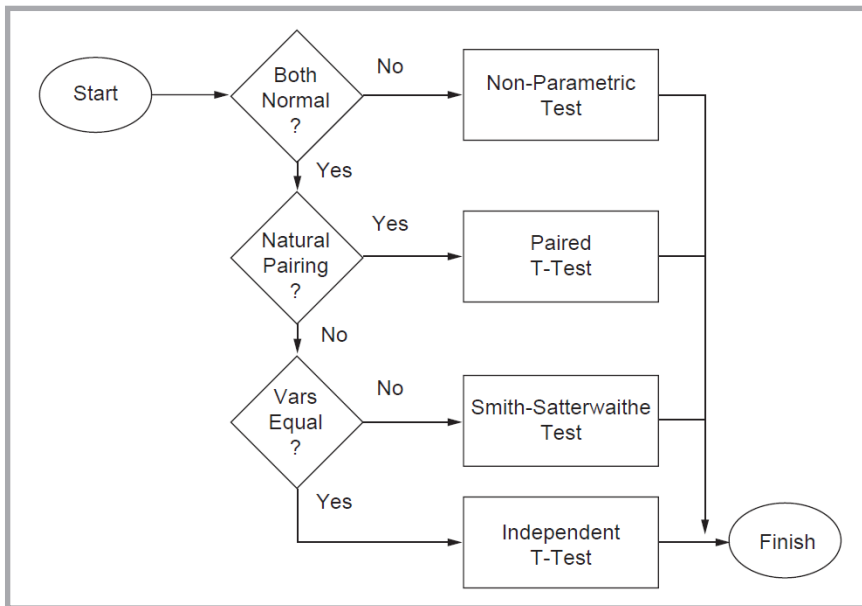 Start
Both
Normal
?
No
Non-Parametric
Test
Yes
Natural
Pairing
?
Yes
Paired
T-Test
No
Vars
Equal
?
No
Smith-Satterwaithe
Test
Yes
Independent
T-Test
Finish